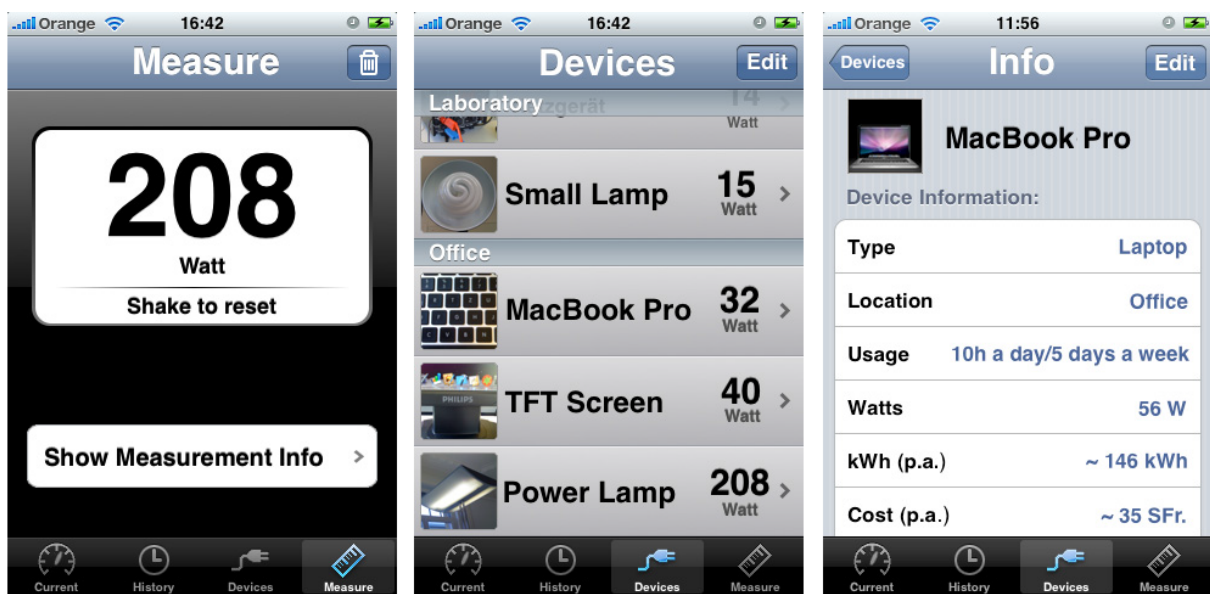 Orange 16:42
Measure
208
Watt
Shake to reset
Show Measurement Info
Current History Devices Measure
Orange 16:42
Devices Edit
Laboratory
14
Watt
Small Lamp 15
Watt
Office
MacBook Pro 32
Watt
PHILIPS
TFT Screen 40
Watt
Power Lamp 208
Watt
Current History Devices Measure
Orange 11:56
Devices Info Edit
MacBook Pro
Device Information:
Type Laptop
Location Office
Usage 10h a day/5 days a week
Watts 56 W
kWh (p.a.) ~ 146 kWh
Cost (p.a.) ~ 35 SFr.
Current History Devices Measure